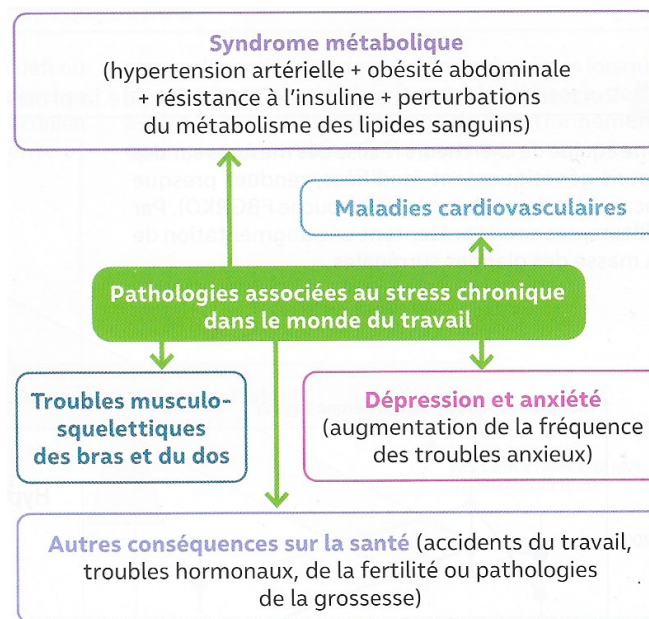 Syndrome métabolique
(hypertension artérielle + obésité abdominale
+ résistance à l'insuline + perturbations
du métabolisme des lipides sanguins)
Maladies cardiovasculaires
Pathologies associées au stress chronique
dans le monde du travail
Troubles musculo-
squelettiques
des bras et du dos
Dépression et anxiété
(augmentation de la fréquence
des troubles anxieux)
Autres conséquences sur la santé (accidents du travail,
troubles hormonaux, de la fertilité ou pathologies
de la grossesse)